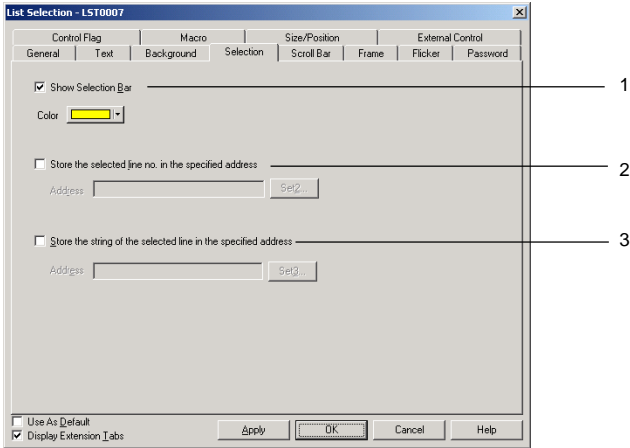 List Selection - LST0007
Control Flag Macro Size/Position External Control
General Text Background Selection Scroll Bar Frame Flicker Password
Show Selection Bar 1
Color
Store the selected line no. in the specified address 2
Address Set2...
Store the string of the selected line in the specified address 3
Address Set3...
Use As Default
Display Extension Tabs Apply OK Cancel Help